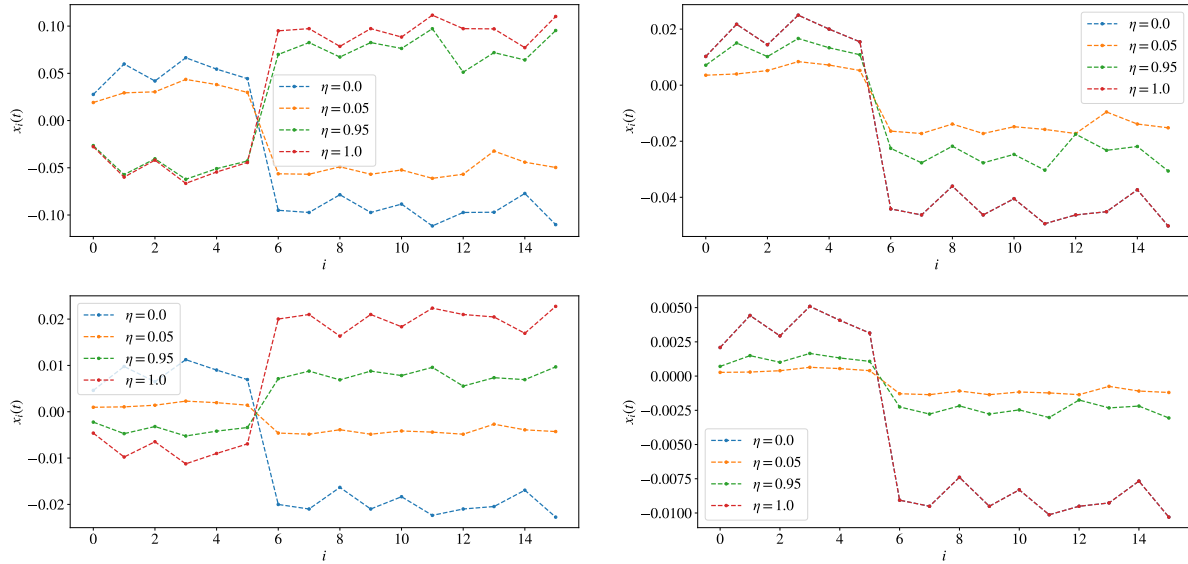 0.10
0.05
0.00
−0.05
−0.10
x_i(t)
η = 0.0
η = 0.05
η = 0.95
η = 1.0
0 2 4 6 8 10 12 14
i
0.02
0.00
−0.02
−0.04
x_i(t)
η = 0.0
η = 0.05
η = 0.95
η = 1.0
0 2 4 6 8 10 12 14
i
0.02
0.01
0.00
−0.01
−0.02
x_i(t)
η = 0.0
η = 0.05
η = 0.95
η = 1.0
0 2 4 6 8 10 12 14
i
0.0050
0.0025
0.0000
−0.0025
−0.0050
−0.0075
−0.0100
x_i(t)
η = 0.0
η = 0.05
η = 0.95
η = 1.0
0 2 4 6 8 10 12 14
i